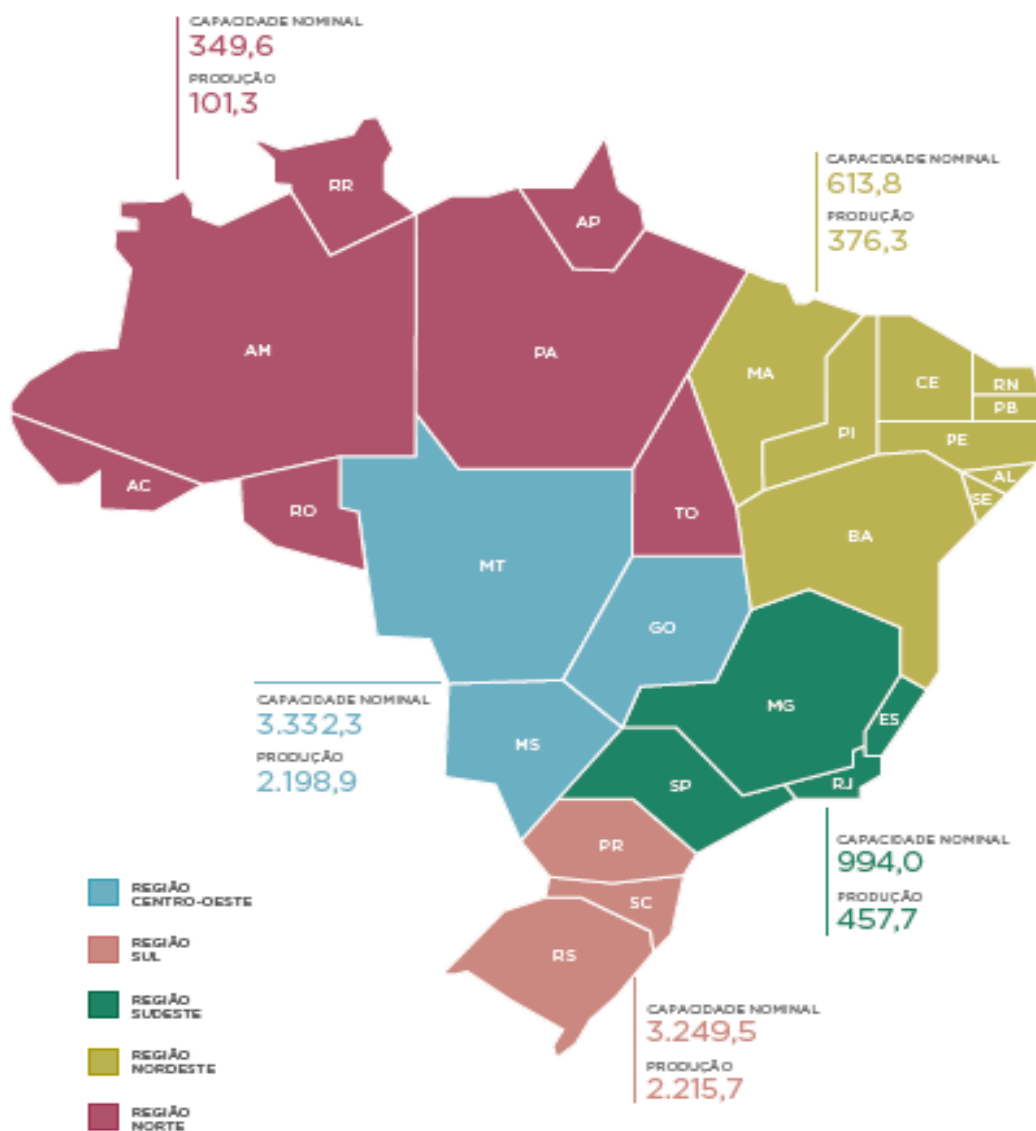 CAPACIDADE NOMINAL
349,6
PRODUÇÃO
101,3
CAPACIDADE NOMINAL
613,8
PRODUÇÃO
376,3
RR
AP
AM
PA
MA
CE
RN
PB
PI
PE
AL
SE
AC
RO
TO
BA
MT
GO
CAPACIDADE NOMINAL
3.332,3
PRODUÇÃO
2.198,9
MS
MG
ES
SP
RJ
PR
SC
RS
CAPACIDADE NOMINAL
994,0
PRODUÇÃO
457,7
CAPACIDADE NOMINAL
3.249,5
PRODUÇÃO
2.215,7
REGIÃO
CENTRO-OESTE
REGIÃO
SUL
REGIÃO
SUDESTE
REGIÃO
NORDESTE
REGIÃO
NORTE